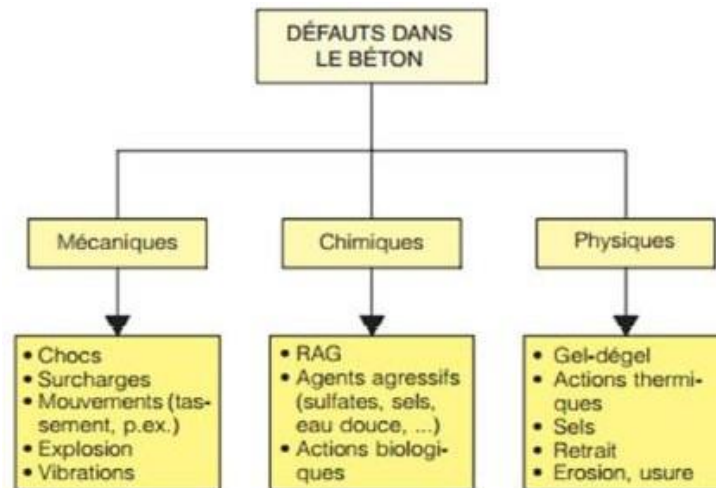 DÉFAUTS DANS
LE BÉTON
Mécaniques
Chimiques
Physiques
• Chocs
• Surcharges
• Mouvements (tas-
sement, p.ex.)
• Explosion
• Vibrations
• RAG
• Agents agressifs
(sulfates, sels,
eau douce, ...)
• Actions biologi-
ques
• Gel-dégel
• Actions thermi-
ques
• Sels
• Retrait
• Erosion, usure